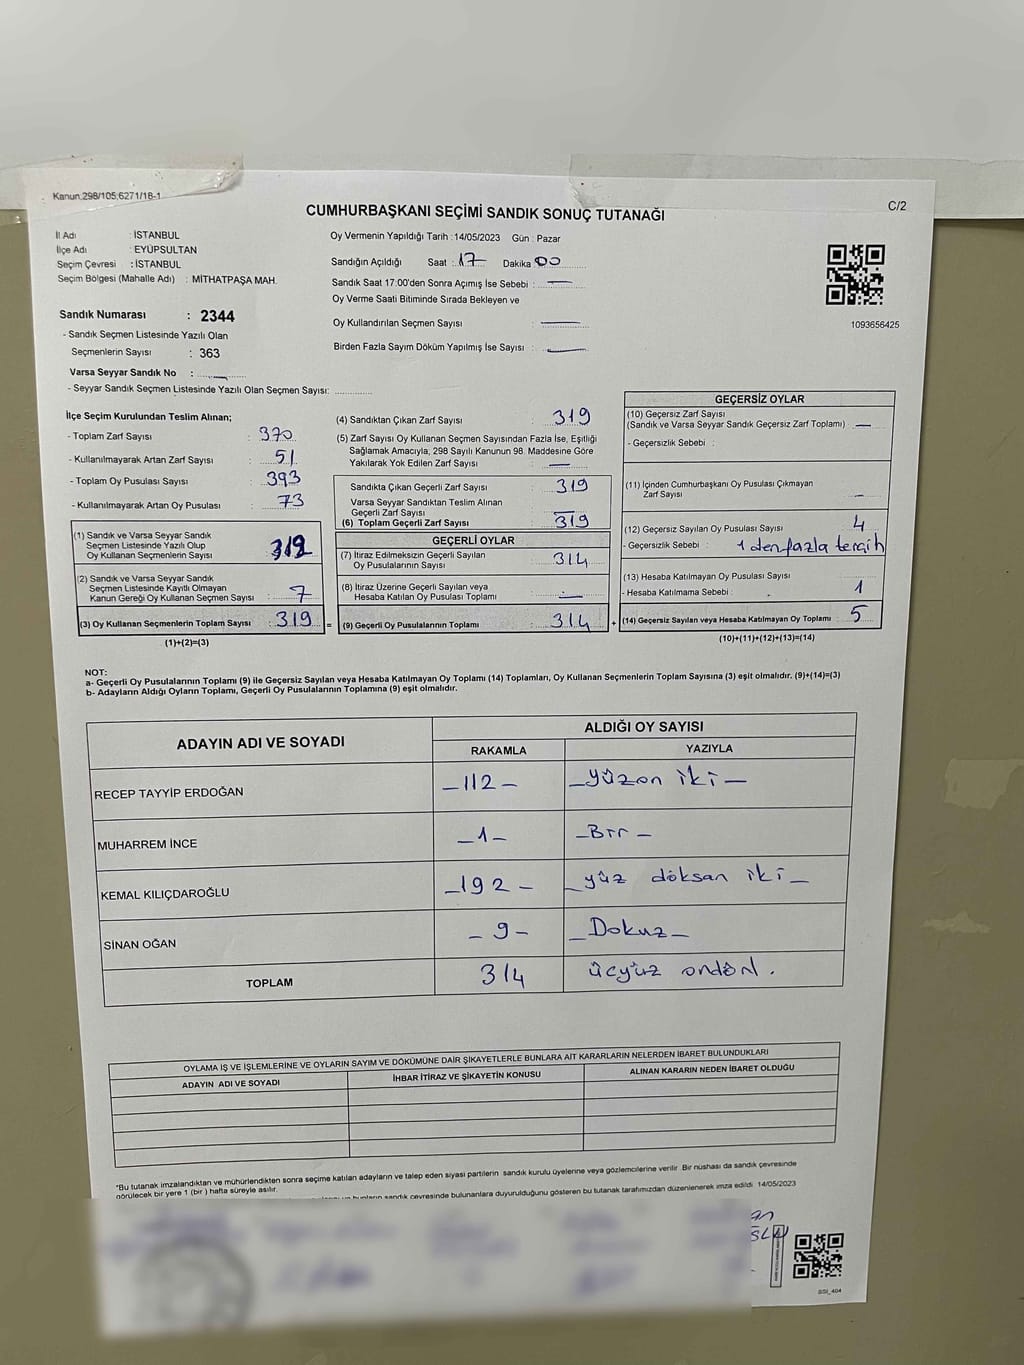 Kanun:298/105;6271/16-1
CUMHURBAŞKANI SEÇİMİ SANDIK SONUÇ TUTANAĞI
C/2
İl Adı : İSTANBUL
İlçe Adı : EYÜPSULTAN
Seçim Çevresi : İSTANBUL
Seçim Bölgesi (Mahalle Adı) : MİTHATPAŞA MAH.
Oy Vermenin Yapıldığı Tarih : 14/05/2023 Gün : Pazar
Sandığın Açıldığı Saat : 17 Dakika 00
Sandık Saat 17:00'den Sonra Açımış İse Sebebi : —
Oy Verme Saati Bitiminde Sırada Bekleyen ve
Oy Kullandırılan Seçmen Sayısı —
Birden Fazla Sayım Döküm Yapılmış İse Sayısı : —
1093656425
Sandık Numarası : 2344
- Sandık Seçmen Listesinde Yazılı Olan
Seçmenlerin Sayısı : 363
Varsa Seyyar Sandık No : —
- Seyyar Sandık Seçmen Listesinde Yazılı Olan Seçmen Sayısı: ..............
İlçe Seçim Kurulundan Teslim Alınan;
- Toplam Zarf Sayısı : 370
- Kullanılmayarak Artan Zarf Sayısı : 51
- Toplam Oy Pusulası Sayısı : 393
- Kullanılmayarak Artan Oy Pusulası : 73
(1) Sandık ve Varsa Seyyar Sandık
Seçmen Listesinde Yazılı Olup
Oy Kullanan Seçmenlerin Sayısı : 312
(2) Sandık ve Varsa Seyyar Sandık
Seçmen Listesinde Kayıtlı Olmayan
Kanun Gereği Oy Kullanan Seçmen Sayısı : 7
(3) Oy Kullanan Seçmenlerin Toplam Sayısı : 319 =
(1)+(2)=(3)
(4) Sandıktan Çıkan Zarf Sayısı : 319
(5) Zarf Sayısı Oy Kullanan Seçmen Sayısından Fazla İse, Eşitliği
Sağlamak Amacıyla, 298 Sayılı Kanunun 98. Maddesine Göre
Yakılarak Yok Edilen Zarf Sayısı : —
Sandıkta Çıkan Geçerli Zarf Sayısı : 319
Varsa Seyyar Sandıktan Teslim Alınan
Geçerli Zarf Sayısı : —
(6) Toplam Geçerli Zarf Sayısı : 319
GEÇERLİ OYLAR
(7) İtiraz Edilmeksizin Geçerli Sayılan
Oy Pusulasının Sayısı : 314
(8) İtiraz Üzerine Geçerli Sayılan veya
Hesaba Katılan Oy Pusulası Toplamı : —
(9) Geçerli Oy Pusulalarının Toplamı : 314 +
GEÇERSİZ OYLAR
(10) Geçersiz Zarf Sayısı
(Sandık ve Varsa Seyyar Sandık Geçersiz Zarf Toplamı) —
- Geçersizlik Sebebi :
(11) İçinden Cumhurbaşkanı Oy Pusulası Çıkmayan
Zarf Sayısı —
(12) Geçersiz Sayılan Oy Pusulası Sayısı : 4
- Geçersizlik Sebebi : 1 den fazla tercih
(13) Hesaba Katılmayan Oy Pusulası Sayısı : 1
- Hesaba Katılmama Sebebi :
(14) Geçersiz Sayılan veya Hesaba Katılmayan Oy Toplamı : 5
(10)+(11)+(12)+(13)=(14)
NOT:
a- Geçerli Oy Pusulalarının Toplamı (9) ile Geçersiz Sayılan veya Hesaba Katılmayan Oy Toplamı (14) Toplamları, Oy Kullanan Seçmenlerin Toplam Sayısına (3) eşit olmalıdır. (9)+(14)=(3)
b- Adayların Aldığı Oyların Toplamı, Geçerli Oy Pusulalarının Toplamına (9) eşit olmalıdır.
ADAYIN ADI VE SOYADI
ALDIĞI OY SAYISI
RAKAMLA YAZIYLA
RECEP TAYYİP ERDOĞAN —112— —yüzon iki—
MUHARREM İNCE —1— —Bir—
KEMAL KILIÇDAROĞLU —192— —yüz doksan iki—
SİNAN OĞAN —9— —Dokuz—
TOPLAM 314 üçyüz ondört.
OYLAMA İŞ VE İŞLEMLERİNE VE OYLARIN SAYIM VE DÖKÜMÜNE DAİR ŞİKAYETLERLE BUNLARA AİT KARARLARIN NELERDEN İBARET BULUNDUKLARI
ADAYIN ADI VE SOYADI İHBAR İTİRAZ VE ŞİKAYETİN KONUSU ALINAN KARARIN NEDEN İBARET OLDUĞU
*Bu tutanak imzalandıktan ve mühürlendikten sonra seçime katılan adayların ve talep eden siyasi partilerin sandık kurulu üyelerine veya gözlemcilerine verilir. Bir nüshası da sandık çevresinde
görülecek bir yere 1 (bir) hafta süreyle asılır.
sandık çevresinde bulunanlara duyurulduğunu gösteren bu tutanak tarafımızdan düzenlenerek imza edildi 14/05/2023
SSI_404